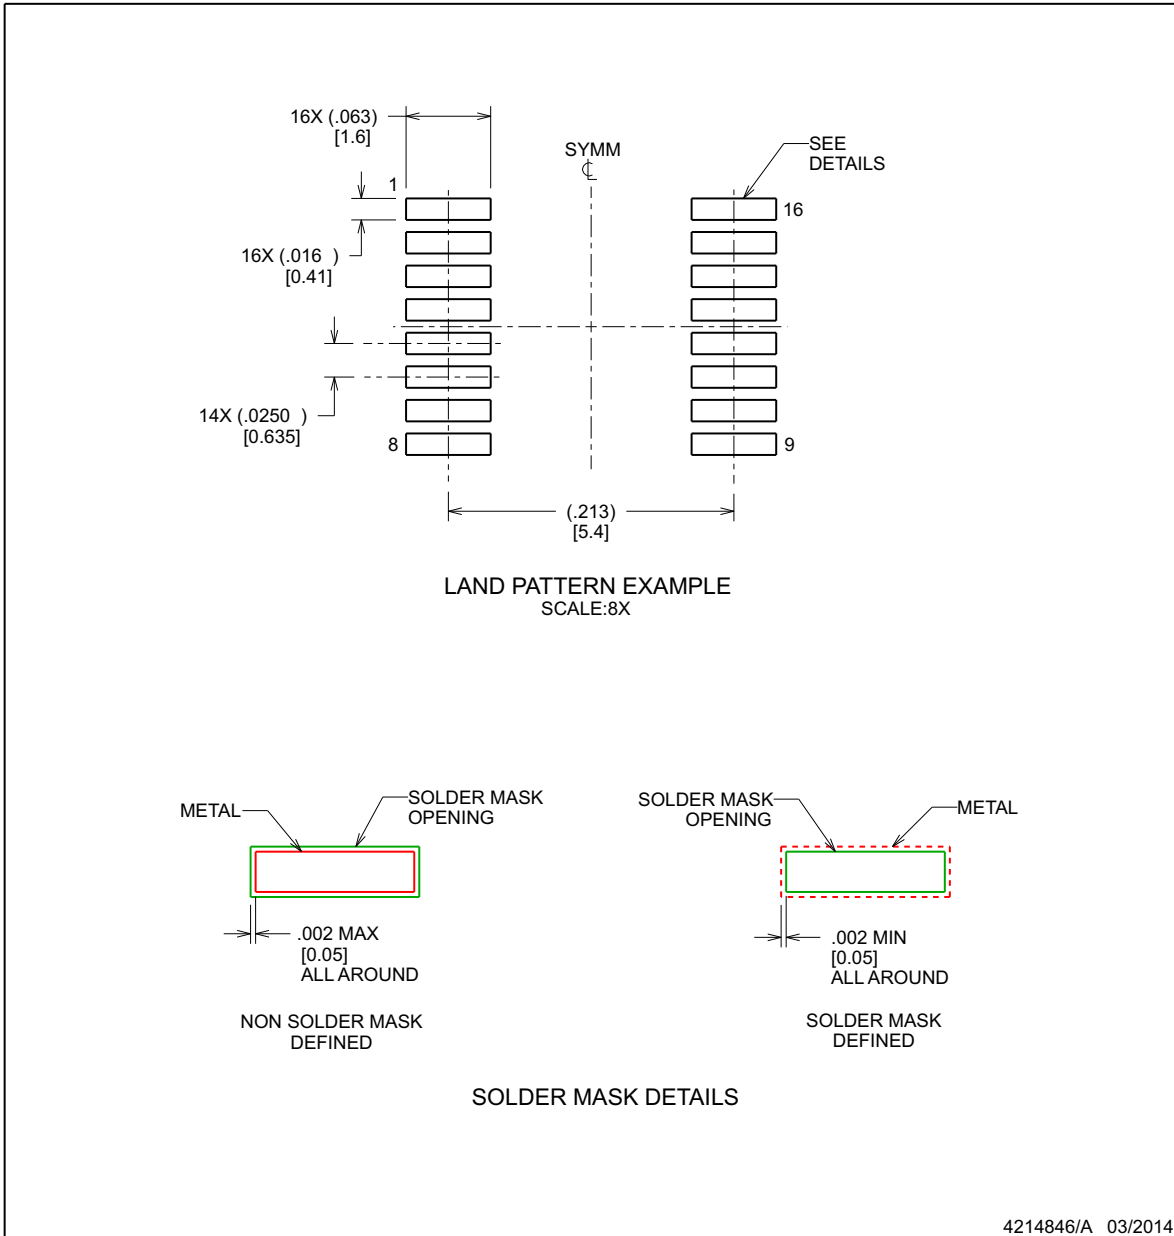 16X (.063)
[1.6]
SYMM
℄
SEE
DETAILS
1
16
16X (.016 )
[0.41]
14X (.0250 )
[0.635]
8
9
(.213)
[5.4]
LAND PATTERN EXAMPLE
SCALE:8X
METAL
SOLDER MASK
OPENING
.002 MAX
[0.05]
ALL AROUND
NON SOLDER MASK
DEFINED
SOLDER MASK
OPENING
METAL
.002 MIN
[0.05]
ALL AROUND
SOLDER MASK
DEFINED
SOLDER MASK DETAILS
4214846/A 03/2014